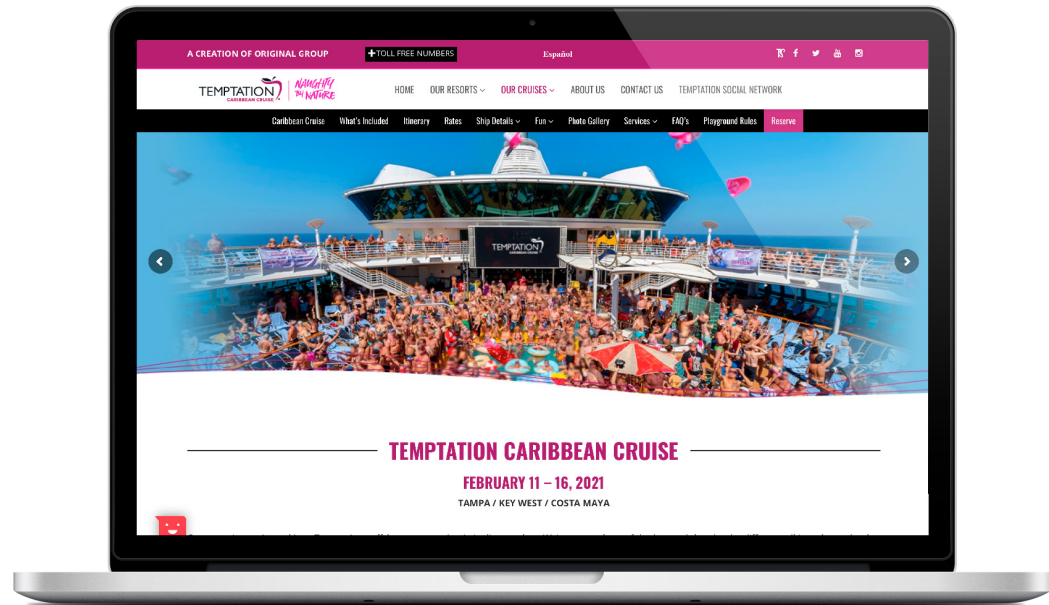 A CREATION OF ORIGINAL GROUP
TOLL FREE NUMBERS
Español
TEMPTATION
CARIBBEAN CRUISE
NAUGHTY
BY NATURE
HOME OUR RESORTS OUR CRUISES ABOUT US CONTACT US TEMPTATION SOCIAL NETWORK
Caribbean Cruise What's Included Itinerary Rates Ship Details Fun Photo Gallery Services FAQ's Playground Rules Reserve
TEMPTATION
CARIBBEAN CRUISE
TEMPTATION CARIBBEAN CRUISE
FEBRUARY 11 – 16, 2021
TAMPA / KEY WEST / COSTA MAYA